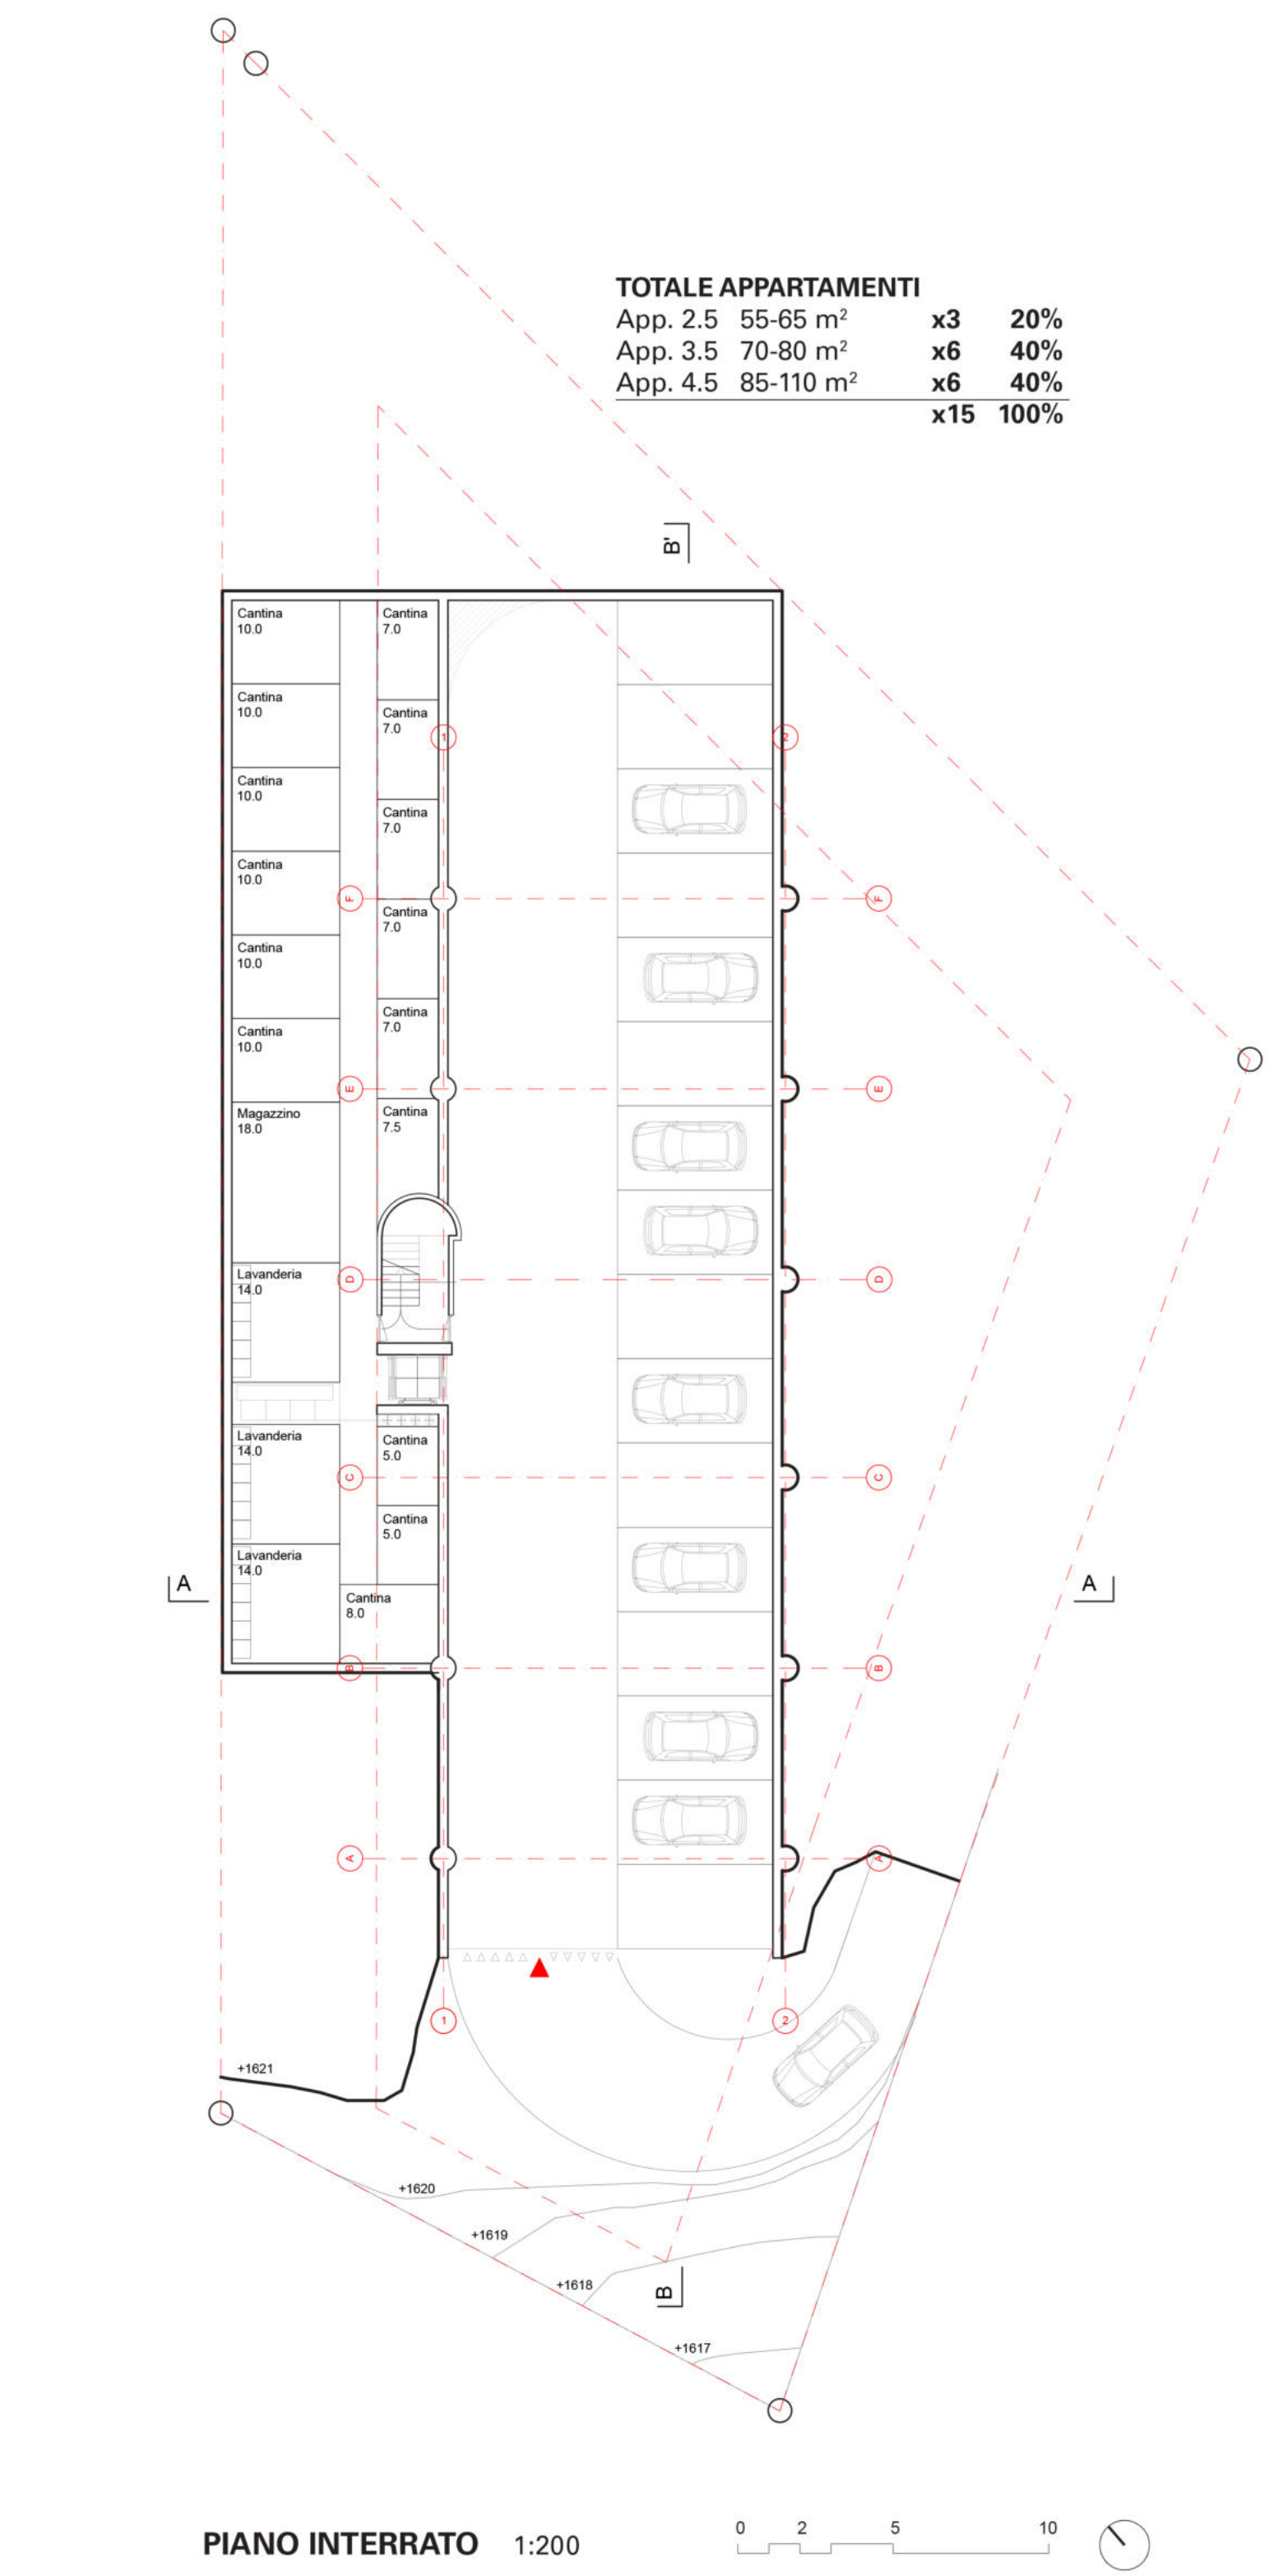 TOTALE APPARTAMENTI
App. 2.5 55-65 m² x3 20%
App. 3.5 70-80 m² x6 40%
App. 4.5 85-110 m² x6 40%
x15 100%
B'
Cantina
10.0
Cantina
7.0
Cantina
10.0
Cantina
7.0
1
2
Cantina
10.0
Cantina
7.0
Cantina
10.0
F
F
Cantina
7.0
Cantina
10.0
Cantina
7.0
Cantina
10.0
E
E
Magazzino
18.0
Cantina
7.5
Lavanderia
14.0
D
D
Lavanderia
14.0
Cantina
5.0
C
C
Cantina
5.0
Lavanderia
14.0
A
A
Cantina
8.0
B
B
A
A
1
2
+1621
+1620
+1619
+1618
B
+1617
PIANO INTERRATO 1:200
0 2 5 10